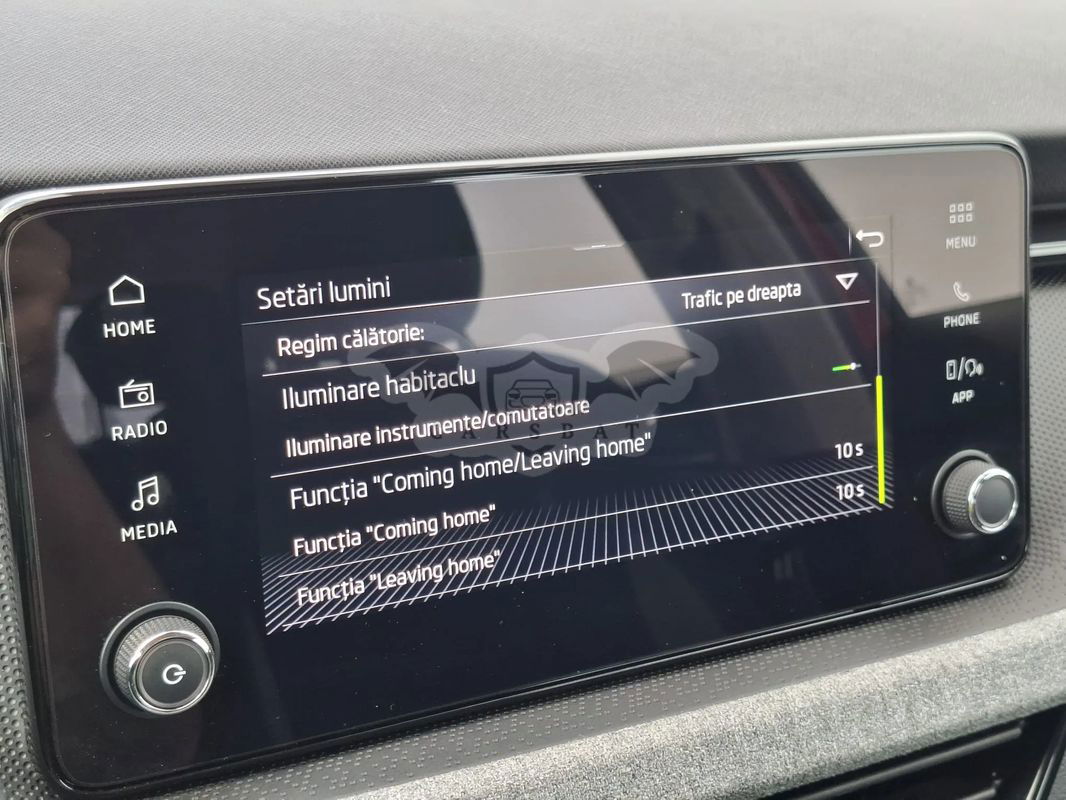 HOME
RADIO
MEDIA
Setări lumini
Regim călătorie:
Trafic pe dreapta
Iluminare habitaclu
Iluminare instrumente/comutatoare
Funcția "Coming home/Leaving home"
Funcția "Coming home"
10 s
Funcția "Leaving home"
10 s
MENU
PHONE
APP
CARSBAT